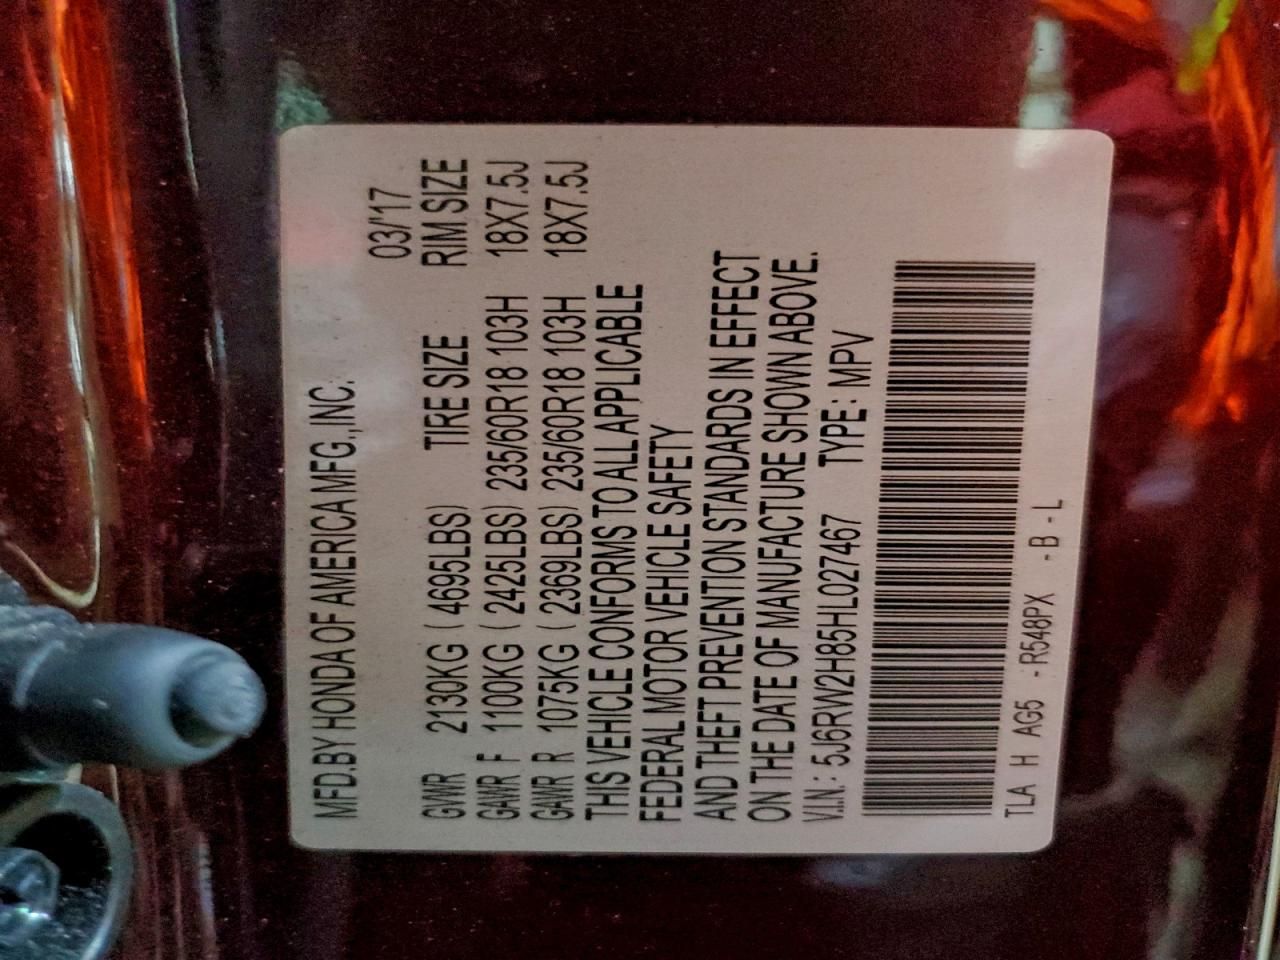 MFD.BY HONDA OF AMERICA MFG.,INC.
03/'17
TIRE SIZE RIM SIZE
GVWR 2130KG ( 4695LBS)
GAWR F 1100KG ( 2425LBS) 235/60R18 103H 18X7.5J
GAWR R 1075KG ( 2369LBS) 235/60R18 103H 18X7.5J
THIS VEHICLE CONFORMS TO ALL APPLICABLE
FEDERAL MOTOR VEHICLE SAFETY
AND THEFT PREVENTION STANDARDS IN EFFECT
ON THE DATE OF MANUFACTURE SHOWN ABOVE.
V.I.N.: 5J6RW2H85HL027467 TYPE : MPV
TLA H AG5 -R548PX -B-L